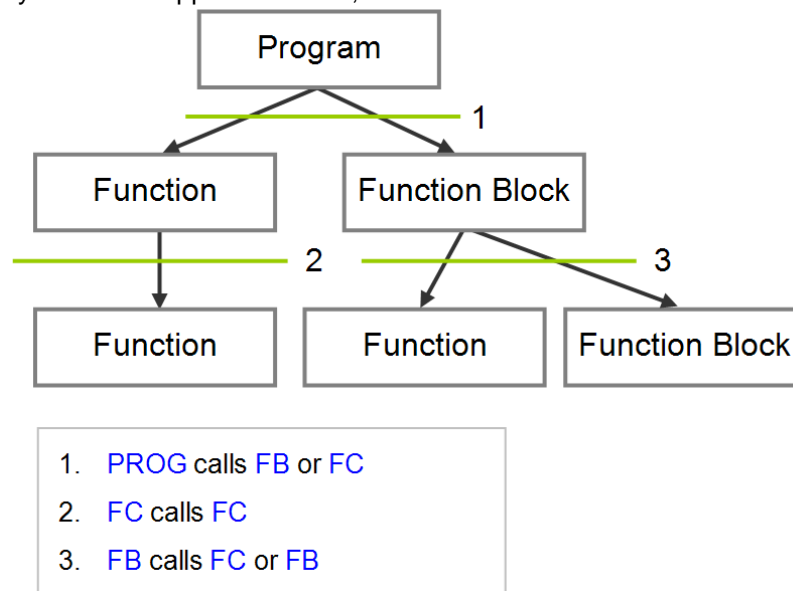 Program
1
Function
Function Block
2
3
Function
Function
Function Block
1. PROG calls FB or FC
2. FC calls FC
3. FB calls FC or FB